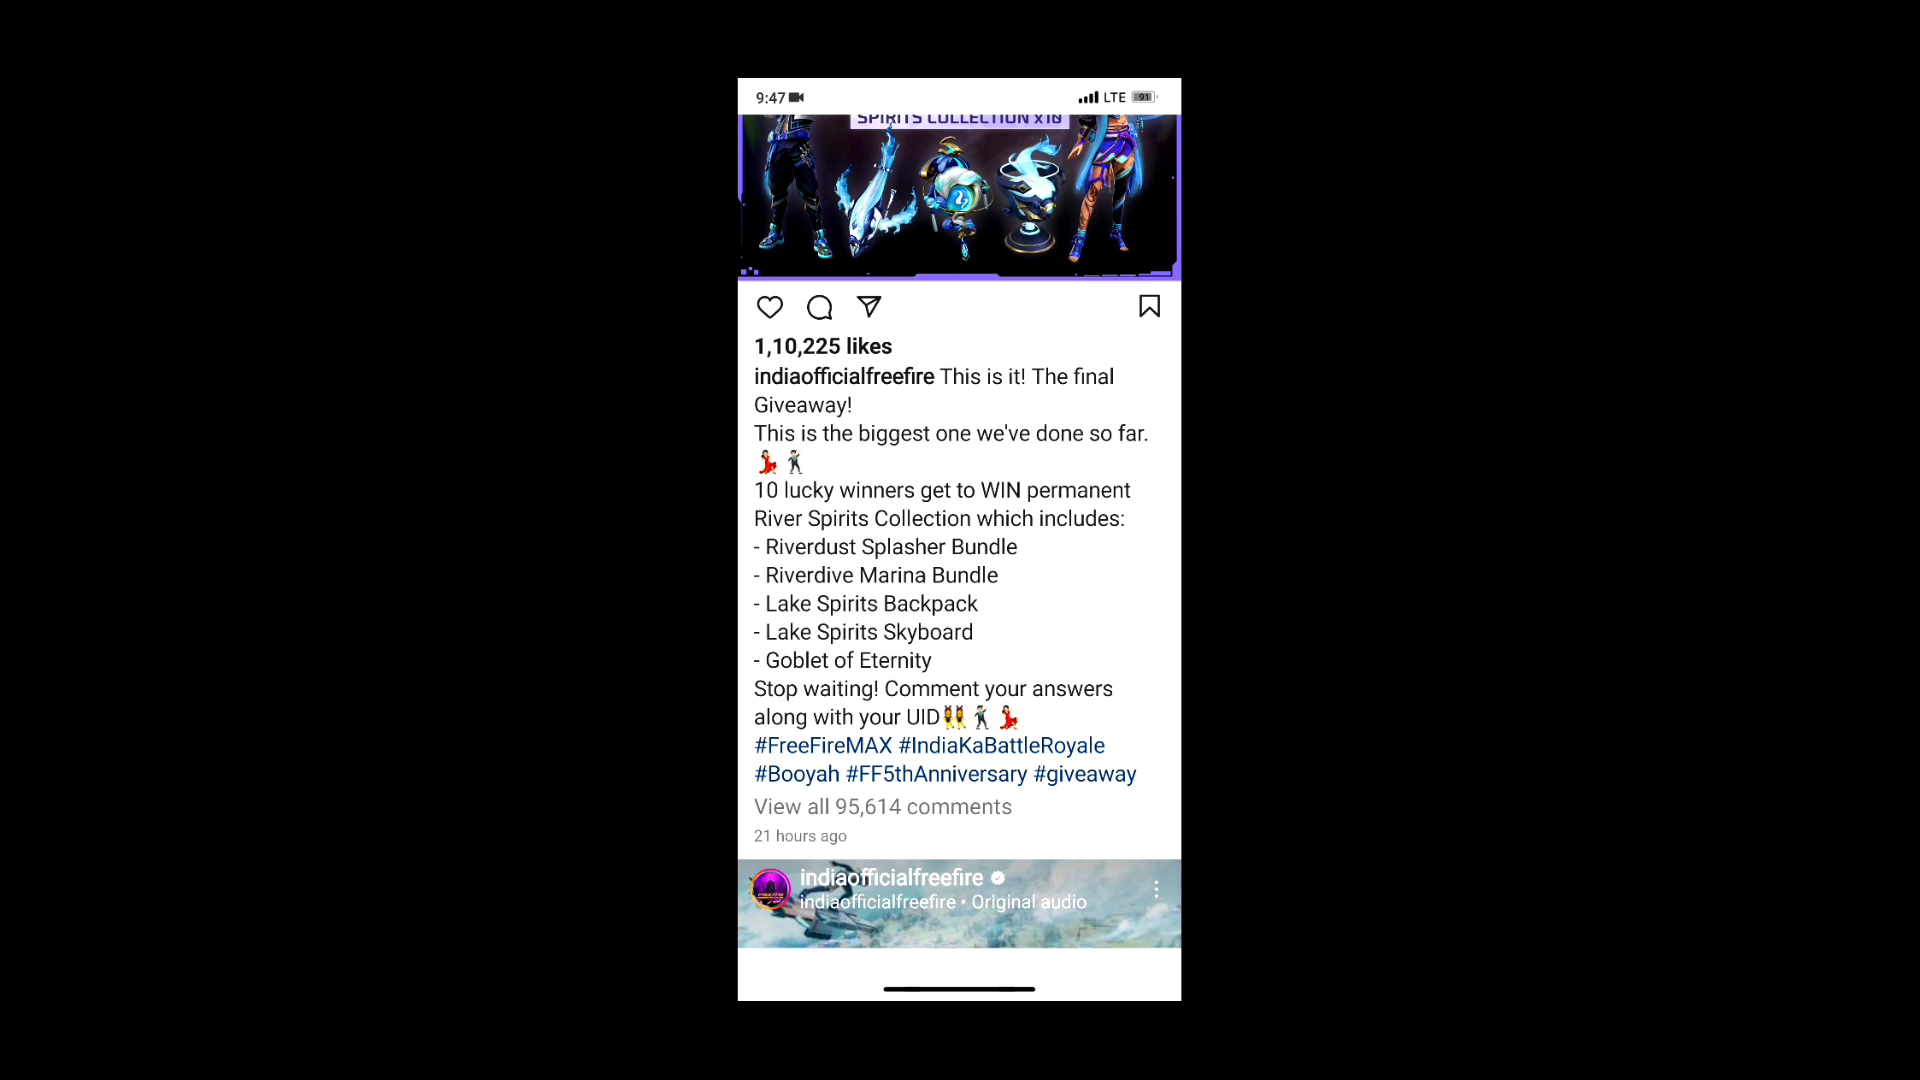 9:47 LTE 91
SPIRITS COLLECTION x10
1,10,225 likes
indiaofficialfreefire This is it! The final
Giveaway!
This is the biggest one we've done so far.
💃🕺
10 lucky winners get to WIN permanent
River Spirits Collection which includes:
- Riverdust Splasher Bundle
- Riverdive Marina Bundle
- Lake Spirits Backpack
- Lake Spirits Skyboard
- Goblet of Eternity
Stop waiting! Comment your answers
along with your UID👯🕺💃
#FreeFireMAX #IndiaKaBattleRoyale
#Booyah #FF5thAnniversary #giveaway
View all 95,614 comments
21 hours ago
indiaofficialfreefire
indiaofficialfreefire • Original audio